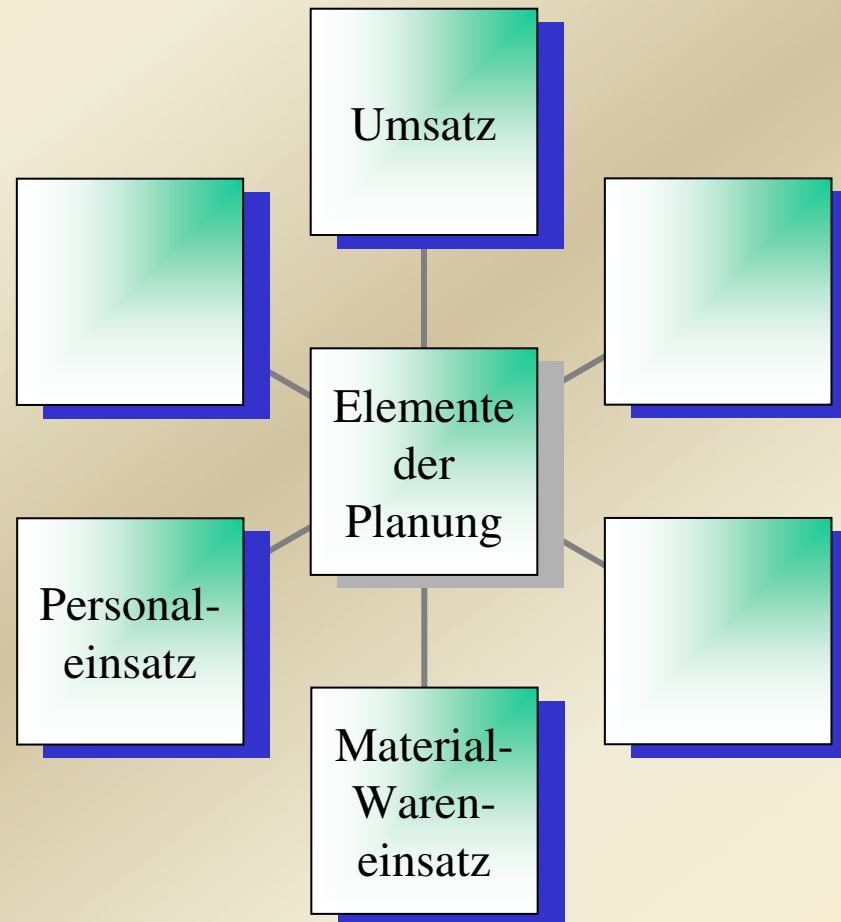 Umsatz
Elemente
der
Planung
Personal-
einsatz
Material-
Waren-
einsatz